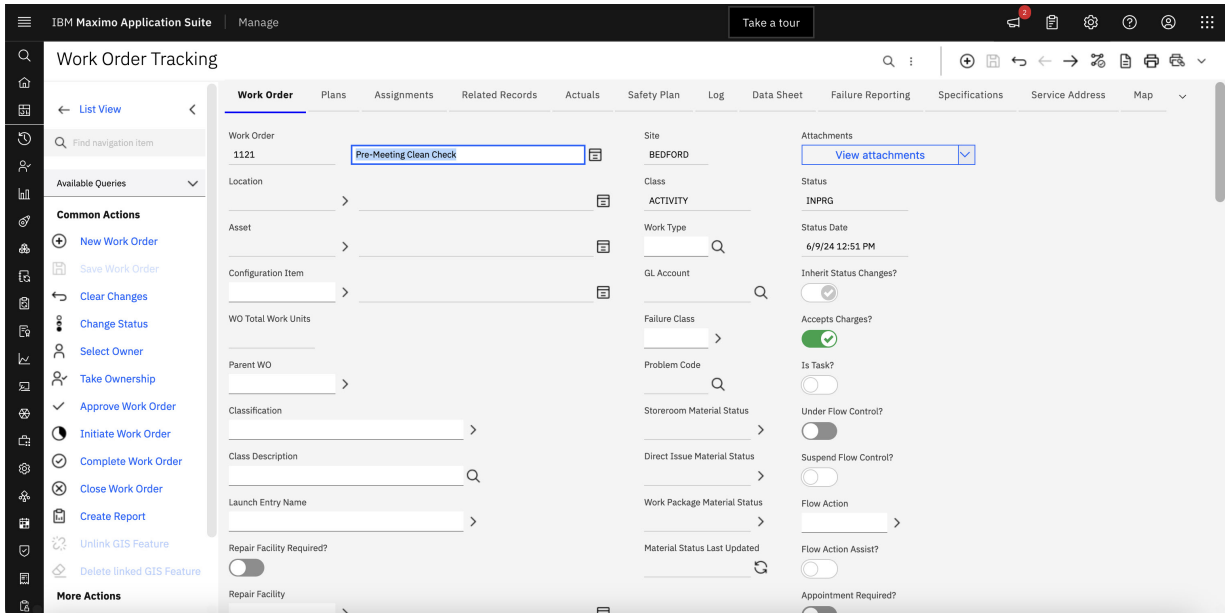 IBM Maximo Application Suite Manage Take a tour 2
Work Order Tracking
List View
Find navigation item
Available Queries
Common Actions
New Work Order
Save Work Order
Clear Changes
Change Status
Select Owner
Take Ownership
Approve Work Order
Initiate Work Order
Complete Work Order
Close Work Order
Create Report
Unlink GIS Feature
Delete linked GIS Feature
More Actions
Work Order Plans Assignments Related Records Actuals Safety Plan Log Data Sheet Failure Reporting Specifications Service Address Map
Work Order
1121 Pre-Meeting Clean Check
Location
Asset
Configuration Item
WO Total Work Units
Parent WO
Classification
Class Description
Launch Entry Name
Repair Facility Required?
Repair Facility
Site
BEDFORD
Class
ACTIVITY
Work Type
GL Account
Failure Class
Problem Code
Storeroom Material Status
Direct Issue Material Status
Work Package Material Status
Material Status Last Updated
Attachments
View attachments
Status
INPRG
Status Date
6/9/24 12:51 PM
Inherit Status Changes?
Accepts Charges?
Is Task?
Under Flow Control?
Suspend Flow Control?
Flow Action
Flow Action Assist?
Appointment Required?